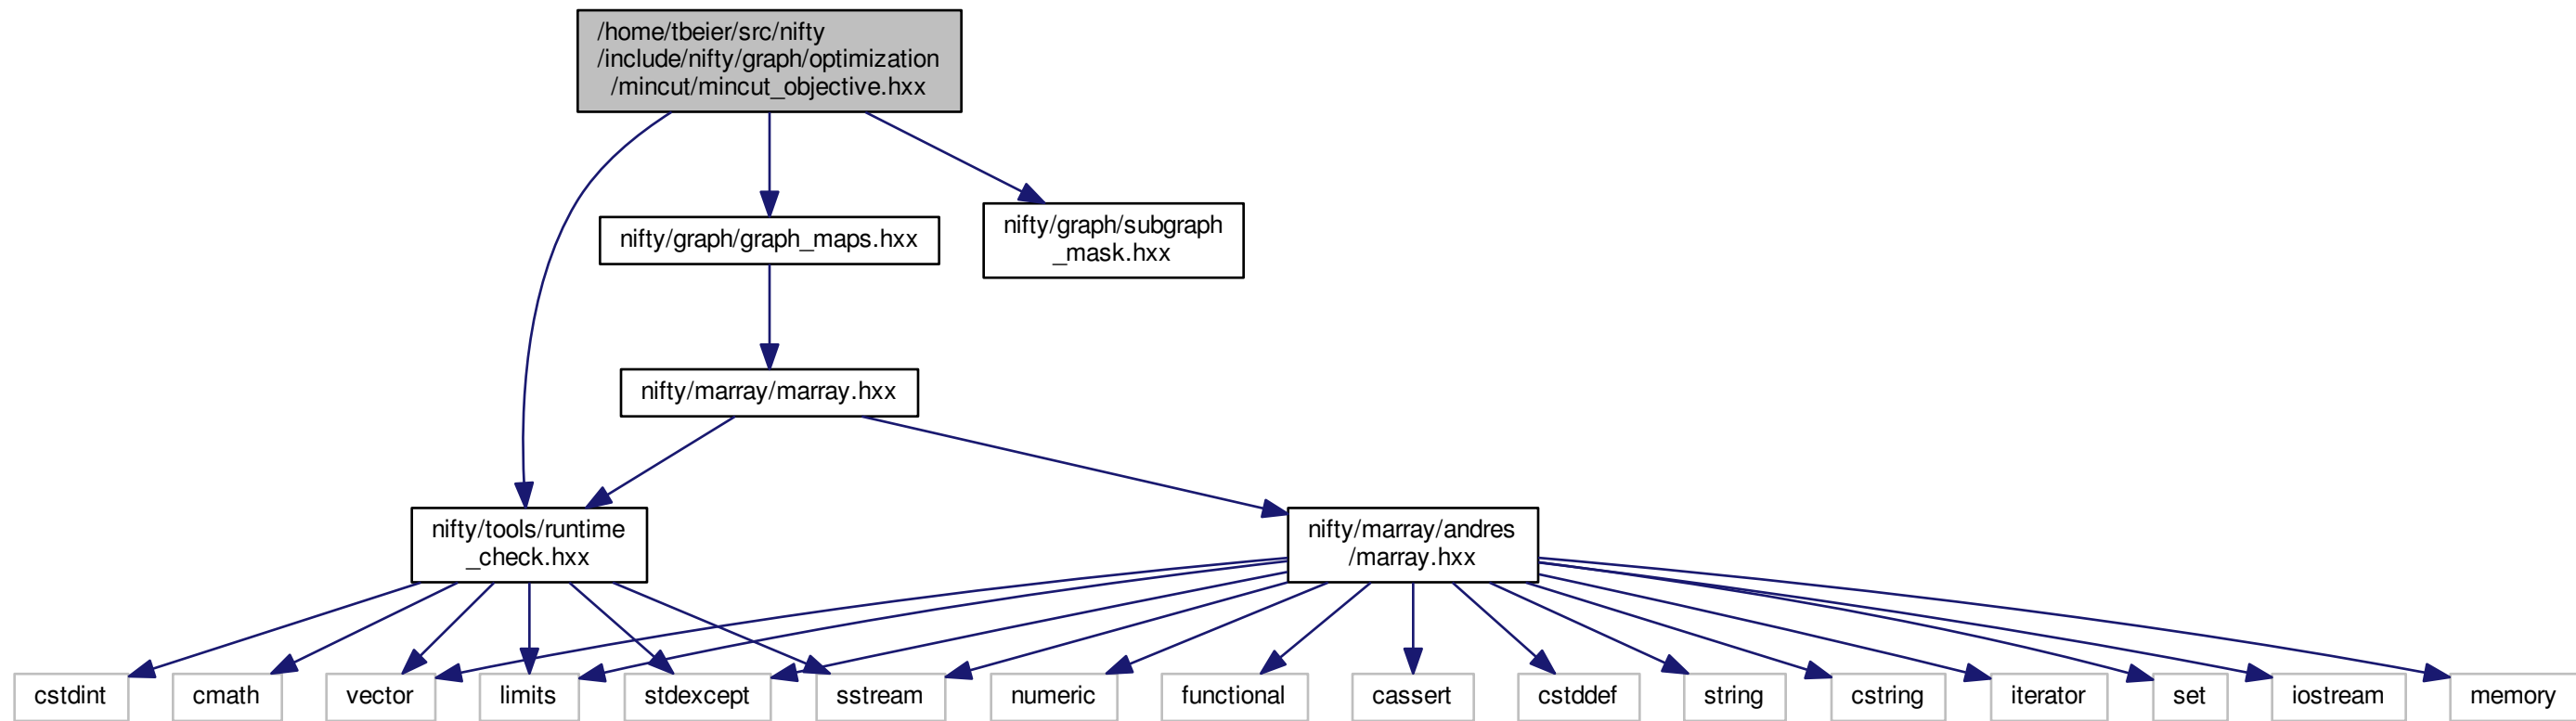 /home/tbeier/src/nifty
/include/nifty/graph/optimization
/mincut/mincut_objective.hxx
nifty/graph/graph_maps.hxx
nifty/graph/subgraph
_mask.hxx
nifty/marray/marray.hxx
nifty/tools/runtime
_check.hxx
nifty/marray/andres
/marray.hxx
cstdint
cmath
vector
limits
stdexcept
sstream
numeric
functional
cassert
cstddef
string
cstring
iterator
set
iostream
memory